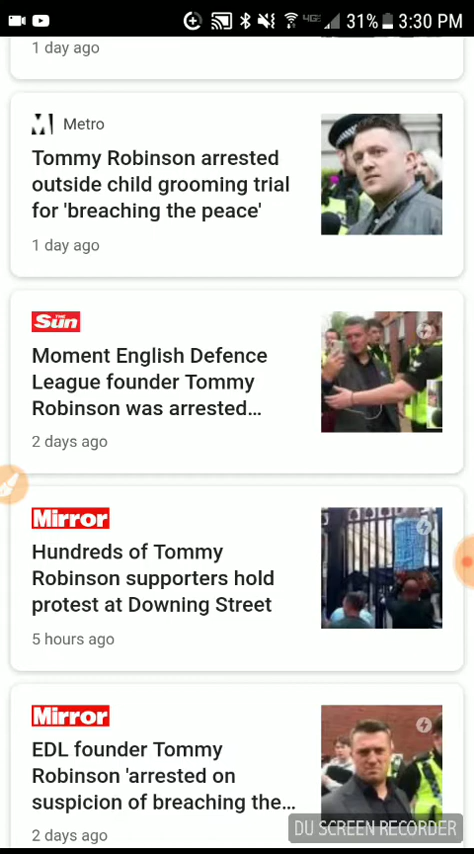 4GE 31% 3:30 PM
1 day ago
Metro
Tommy Robinson arrested
outside child grooming trial
for 'breaching the peace'
1 day ago
THE Sun
Moment English Defence
League founder Tommy
Robinson was arrested...
2 days ago
Mirror
Hundreds of Tommy
Robinson supporters hold
protest at Downing Street
5 hours ago
Mirror
EDL founder Tommy
Robinson 'arrested on
suspicion of breaching the...
2 days ago
DU SCREEN RECORDER